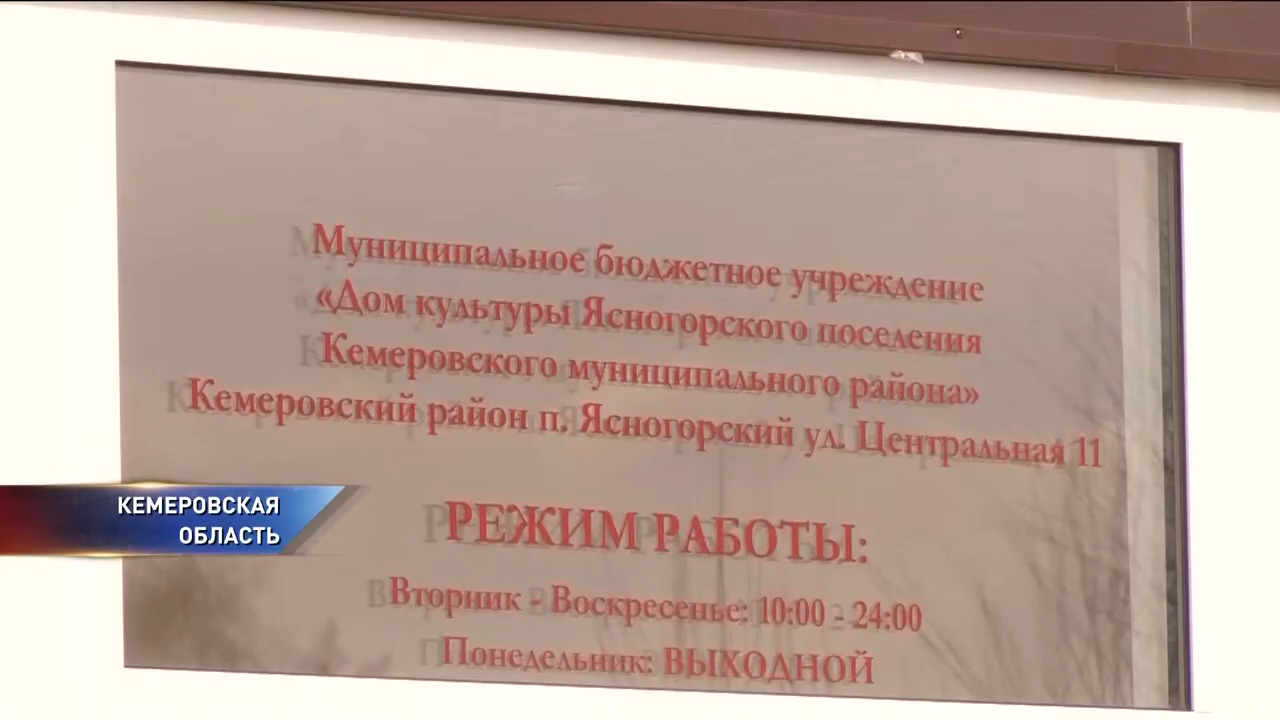 Муниципальное бюджетное учреждение
«Дом культуры Ясногорского поселения
Кемеровского муниципального района»
Кемеровский район п. Ясногорский ул. Центральная 11
КЕМЕРОВСКАЯ
ОБЛАСТЬ
РЕЖИМ РАБОТЫ:
Вторник - Воскресенье: 10:00 - 24:00
Понедельник: ВЫХОДНОЙ